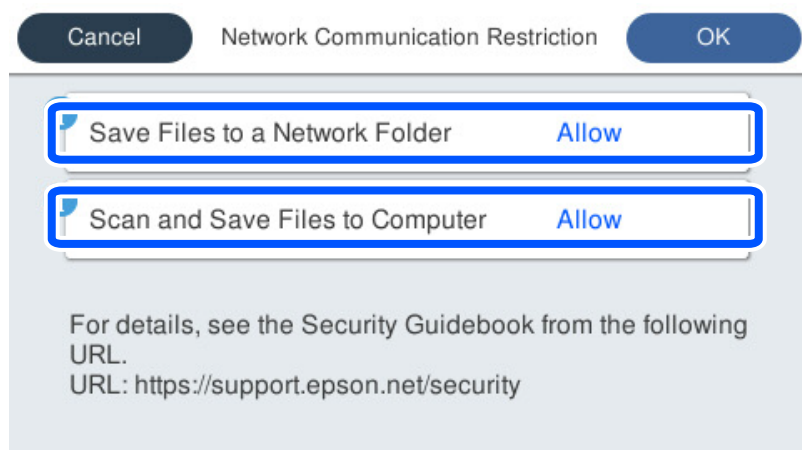 Cancel Network Communication Restriction OK
Save Files to a Network Folder Allow
Scan and Save Files to Computer Allow
For details, see the Security Guidebook from the following
URL.
URL: https://support.epson.net/security